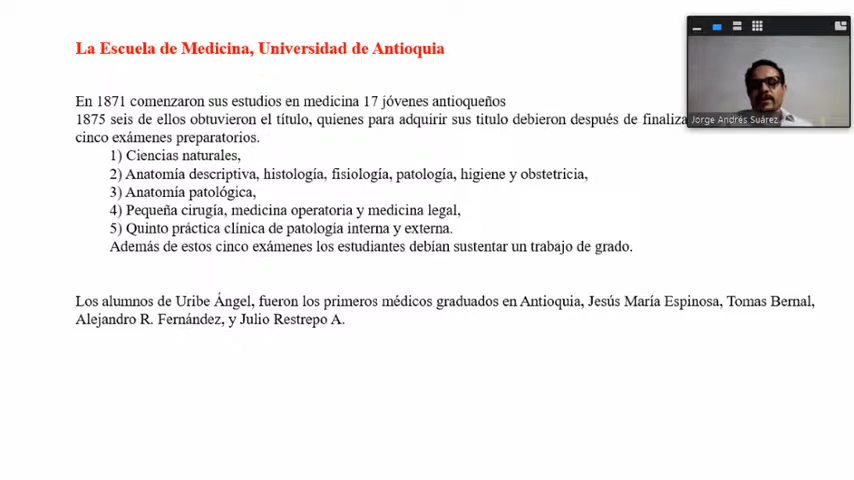 La Escuela de Medicina, Universidad de Antioquia
En 1871 comenzaron sus estudios en medicina 17 jóvenes antioqueños
1875 seis de ellos obtuvieron el título, quienes para adquirir sus titulo debieron después de finaliza
cinco exámenes preparatorios.
1) Ciencias naturales,
2) Anatomía descriptiva, histología, fisiología, patología, higiene y obstetricia,
3) Anatomía patológica,
4) Pequeña cirugía, medicina operatoria y medicina legal,
5) Quinto práctica clínica de patología interna y externa.
Además de estos cinco exámenes los estudiantes debían sustentar un trabajo de grado.
Los alumnos de Uribe Ángel, fueron los primeros médicos graduados en Antioquia, Jesús María Espinosa, Tomas Bernal,
Alejandro R. Fernández, y Julio Restrepo A.
Jorge Andrés Suárez